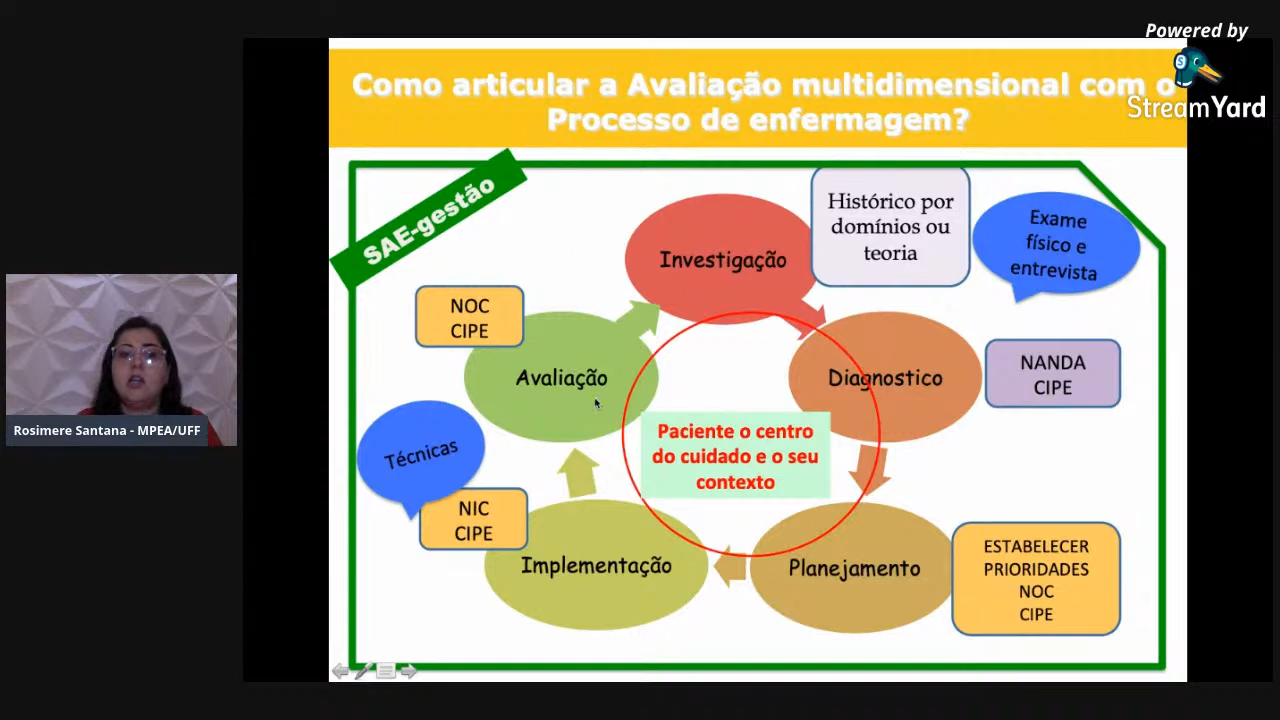 Powered by
StreamYard
Como articular a Avaliação multidimensional com o
Processo de enfermagem?
SAE-gestão
Investigação
Histórico por
domínios ou
teoria
Exame
físico e
entrevista
NOC
CIPE
Avaliação
Diagnostico
NANDA
CIPE
Paciente o centro
do cuidado e o seu
contexto
Técnicas
NIC
CIPE
Implementação
Planejamento
ESTABELECER
PRIORIDADES
NOC
CIPE
Rosimere Santana - MPEA/UFF